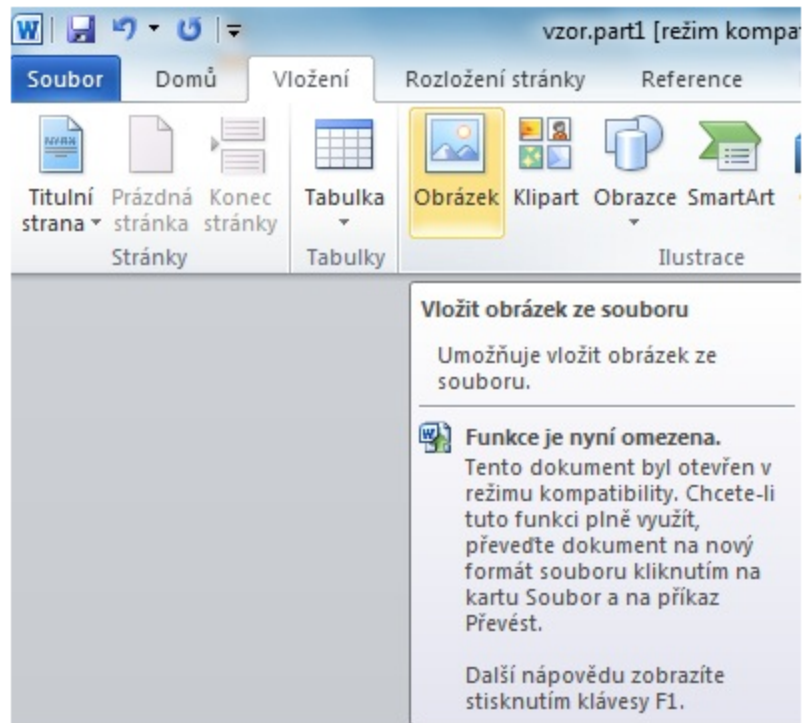 vzor.part1 [režim kompa
Soubor Domů Vložení Rozložení stránky Reference
Titulní strana Prázdná stránka Konec stránky Tabulka Obrázek Klipart Obrazce SmartArt
Stránky Tabulky Ilustrace
Vložit obrázek ze souboru
Umožňuje vložit obrázek ze
souboru.
Funkce je nyní omezena.
Tento dokument byl otevřen v
režimu kompatibility. Chcete-li
tuto funkci plně využít,
převeďte dokument na nový
formát souboru kliknutím na
kartu Soubor a na příkaz
Převést.
Další nápovědu zobrazíte
stisknutím klávesy F1.